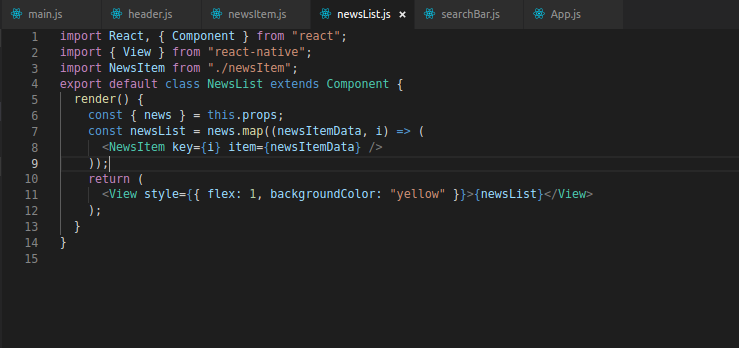 main.js header.js newsItem.js newsList.js × searchBar.js App.js
1 import React, { Component } from "react";
2 import { View } from "react-native";
3 import NewsItem from "./newsItem";
4 export default class NewsList extends Component {
5 render() {
6 const { news } = this.props;
7 const newsList = news.map((newsItemData, i) => (
8 <NewsItem key={i} item={newsItemData} />
9 ));
10 return (
11 <View style={{ flex: 1, backgroundColor: "yellow" }}>{newsList}</View>
12 );
13 }
14 }
15